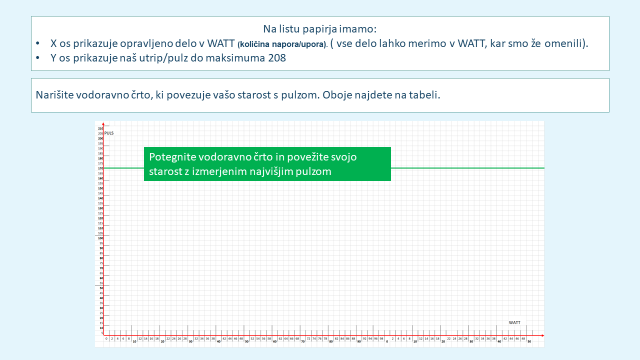 Na listu papirja imamo:
• X os prikazuje opravljeno delo v WATT (količina napora/upora). ( vse delo lahko merimo v WATT, kar smo že omenili).
• Y os prikazuje naš utrip/pulz do maksimuma 208
Narišite vodoravno črto, ki povezuje vašo starost s pulzom. Oboje najdete na tabeli.
PULS
Potegnite vodoravno črto in povežite svojo
starost z izmerjenim najvišjim pulzom
WATT